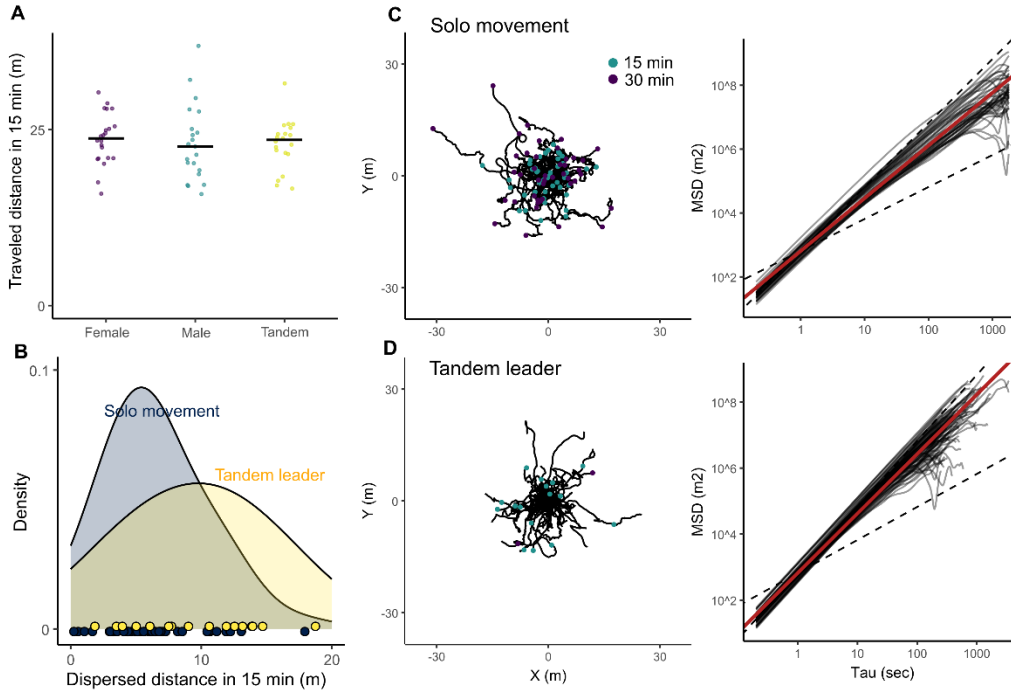 A
Traveled distance in 15 min (m)
25
0
Female
Male
Tandem
B
Density
0.1
0
Solo movement
Tandem leader
0
10
20
Dispersed distance in 15 min (m)
C
Solo movement
15 min
30 min
Y (m)
30
0
-30
-30
0
30
MSD (m2)
10^8
10^6
10^4
10^2
1
10
100
1000
D
Tandem leader
Y (m)
30
0
-30
-30
0
30
X (m)
MSD (m2)
10^8
10^6
10^4
10^2
1
10
100
1000
Tau (sec)